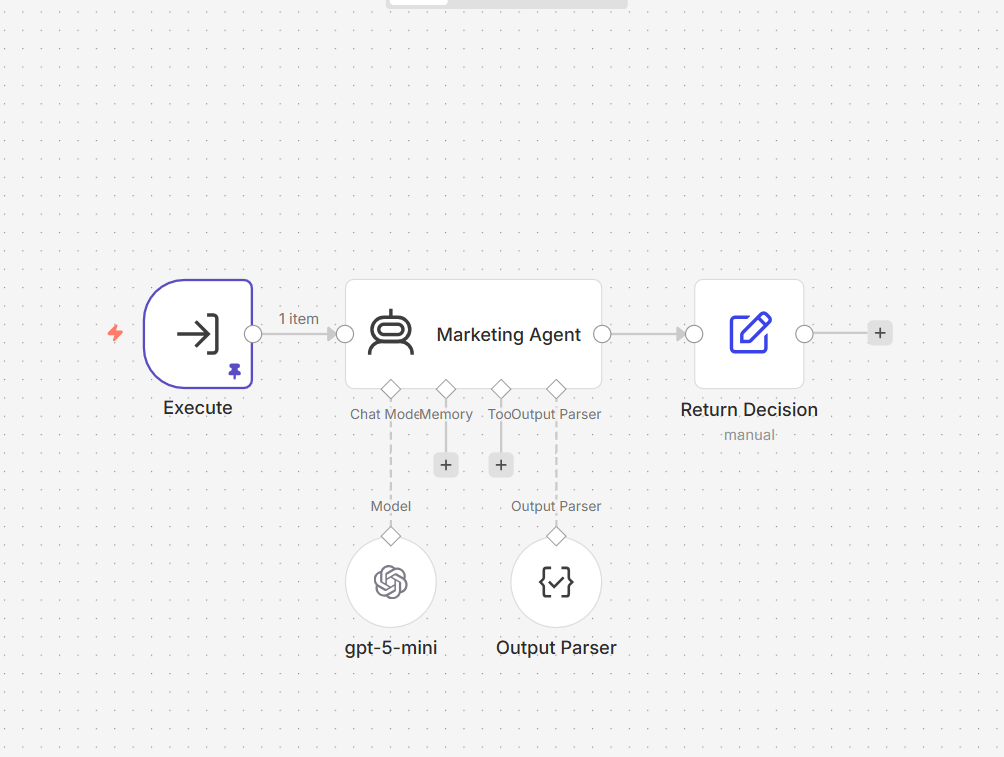 1 item
Marketing Agent
Execute
Chat Mode
Memory
Too
Output Parser
Return Decision
manual
Model
Output Parser
gpt-5-mini
Output Parser